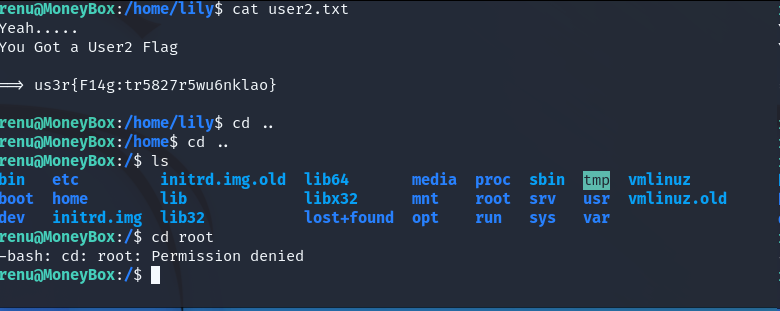 renu@MoneyBox:/home/lily$ cat user2.txt
Yeah.....
You Got a User2 Flag
==> us3r{F14g:tr5827r5wu6nklao}
renu@MoneyBox:/home/lily$ cd ..
renu@MoneyBox:/home$ cd ..
renu@MoneyBox:/$ ls
bin etc initrd.img.old lib64 media proc sbin tmp vmlinuz
boot home lib libx32 mnt root srv usr vmlinuz.old
dev initrd.img lib32 lost+found opt run sys var
renu@MoneyBox:/$ cd root
-bash: cd: root: Permission denied
renu@MoneyBox:/$